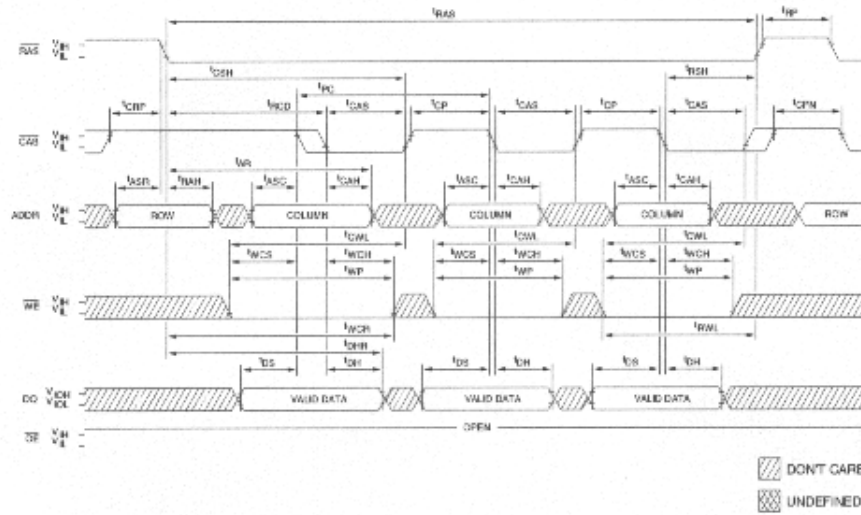 tRAS tRP
RAS VIH VIL
tCSH tRSH
tPC
tCRP tRCD tCAS tCP tCAS tCP tCAS tCPN
CAS VIH VIL
tAR
tASR tRAH tASC tCAH tASC tCAH tASC tCAH
ADDR VIH VIL ROW COLUMN COLUMN COLUMN ROW
tCWL tCWL tCWL
tWCS tWCH tWCS tWCH tWCS tWCH
tWP tWP tWP
WE VIH VIL
tWCR tRWL
tDHR
tDS tDH tDS tDH tDS tDH
DQ VIOH VIOL VALID DATA VALID DATA VALID DATA
OE VIH VIL OPEN
DON'T CARE
UNDEFINED